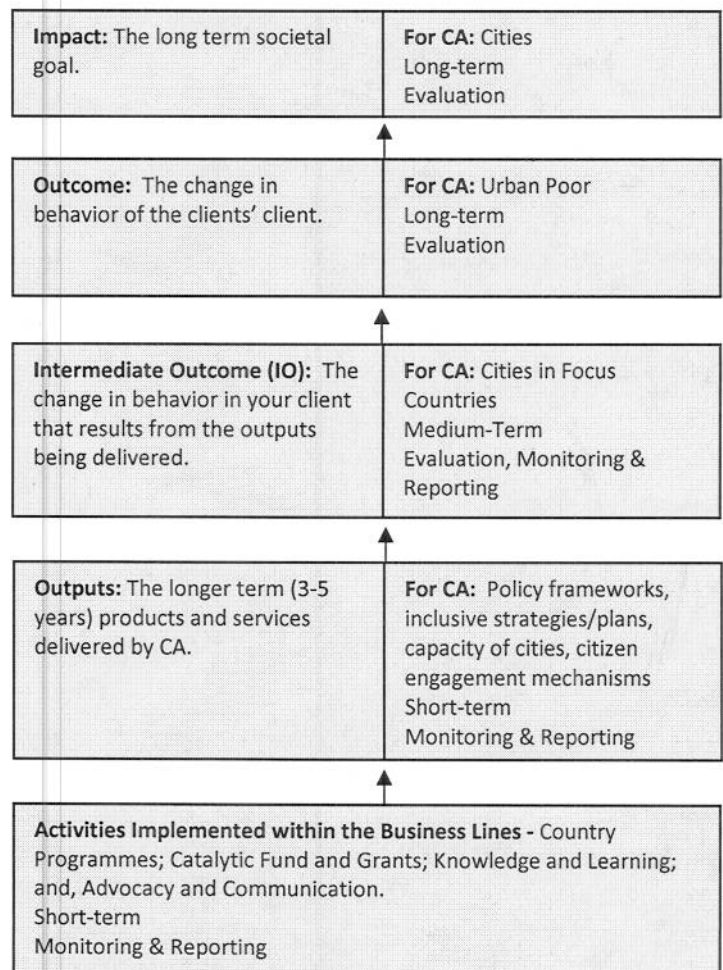 Impact: The long term societal
goal.
For CA: Cities
Long-term
Evaluation
Outcome: The change in
behavior of the clients’ client.
For CA: Urban Poor
Long-term
Evaluation
Intermediate Outcome (IO): The
change in behavior in your client
that results from the outputs
being delivered.
For CA: Cities in Focus
Countries
Medium-Term
Evaluation, Monitoring &
Reporting
Outputs: The longer term (3-5
years) products and services
delivered by CA.
For CA: Policy frameworks,
inclusive strategies/plans,
capacity of cities, citizen
engagement mechanisms
Short-term
Monitoring & Reporting
Activities Implemented within the Business Lines - Country
Programmes; Catalytic Fund and Grants; Knowledge and Learning;
and, Advocacy and Communication.
Short-term
Monitoring & Reporting